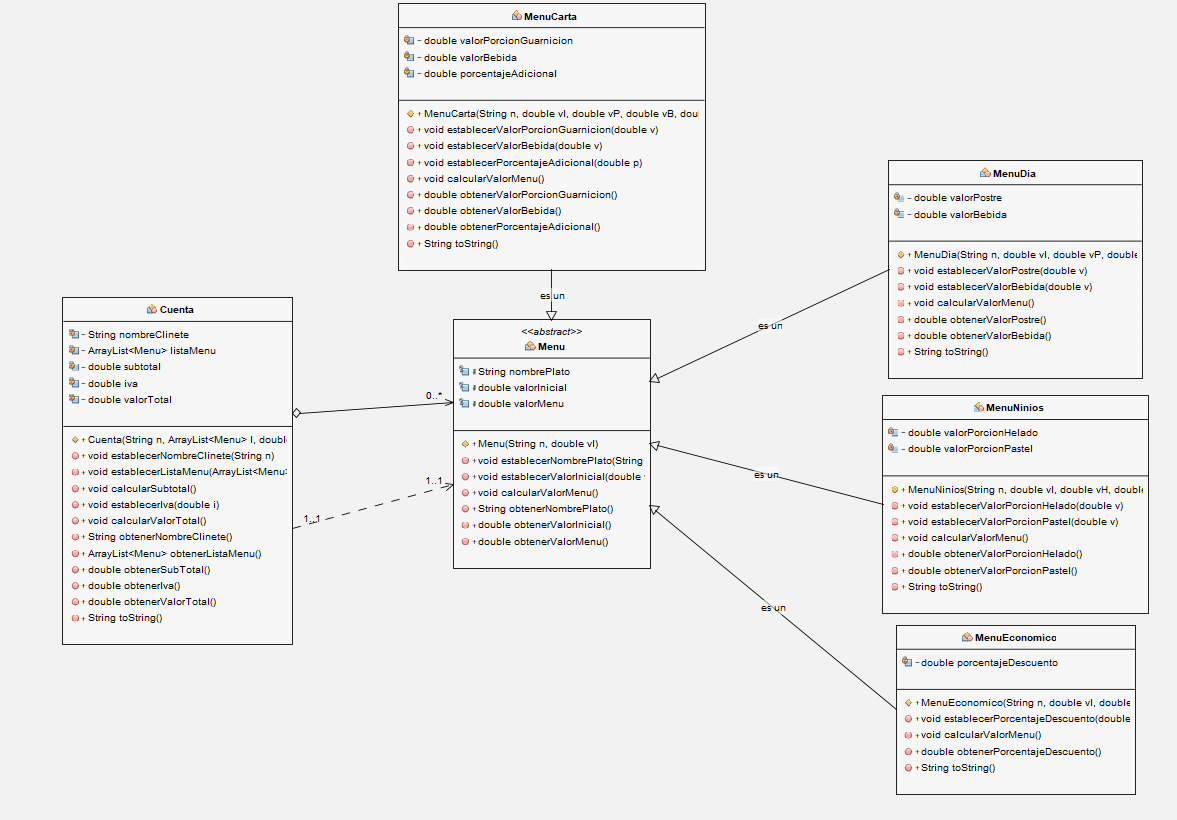 MenuCarta
- double valorPorcionGuarnicion
- double valorBebida
- double porcentajeAdicional
+ MenuCarta(String n, double vI, double vP, double vB, dou
+ void establecerValorPorcionGuarnicion(double v)
+ void establecerValorBebida(double v)
+ void establecerPorcentajeAdicional(double p)
+ void calcularValorMenu()
+ double obtenerValorPorcionGuarnicion()
+ double obtenerValorBebida()
+ double obtenerPorcentajeAdicional()
+ String toString()
es un
MenuDia
- double valorPostre
- double valorBebida
+ MenuDia(String n, double vI, double vP, double
+ void establecerValorPostre(double v)
+ void establecerValorBebida(double v)
+ void calcularValorMenu()
+ double obtenerValorPostre()
+ double obtenerValorBebida()
+ String toString()
es un
Cuenta
- String nombreClinete
- ArrayList<Menu> listaMenu
- double subtotal
- double iva
- double valorTotal
+ Cuenta(String n, ArrayList<Menu> l, doubl
+ void establecerNombreClinete(String n)
+ void establecerListaMenu(ArrayList<Menu>
+ void calcularSubtotal()
+ void establecerIva(double i)
+ void calcularValorTotal()
+ String obtenerNombreClinete()
+ ArrayList<Menu> obtenerListaMenu()
+ double obtenerSubTotal()
+ double obtenerIva()
+ double obtenerValorTotal()
+ String toString()
0..*
1..1
1..1
<<abstract>>
Menu
# String nombrePlato
# double valorInicial
# double valorMenu
+ Menu(String n, double vI)
+ void establecerNombrePlato(String
+ void establecerValorInicial(double
+ void calcularValorMenu()
+ String obtenerNombrePlato()
+ double obtenerValorInicial()
+ double obtenerValorMenu()
MenuNinios
- double valorPorcionHelado
- double valorPorcionPastel
+ MenuNinios(String n, double vI, double vH, double
+ void establecerValorPorcionHelado(double v)
+ void establecerValorPorcionPastel(double v)
+ void calcularValorMenu()
+ double obtenerValorPorcionHelado()
+ double obtenerValorPorcionPastel()
+ String toString()
es un
es un
MenuEconomico
- double porcentajeDescuento
+ MenuEconomico(String n, double vI, double
+ void establecerPorcentajeDescuento(double
+ void calcularValorMenu()
+ double obtenerPorcentajeDescuento()
+ String toString()